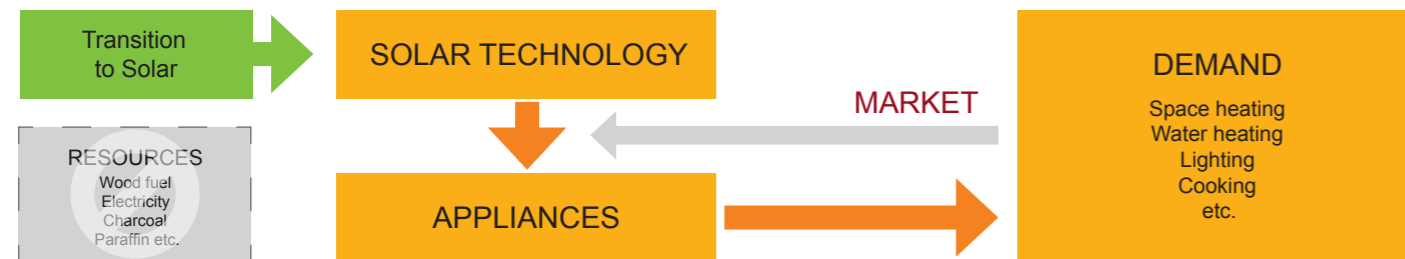 Transition
to Solar
SOLAR TECHNOLOGY
MARKET
DEMAND
Space heating
Water heating
Lighting
Cooking
etc.
RESOURCES
Wood fuel
Electricity
Charcoal
Paraffin etc.
APPLIANCES